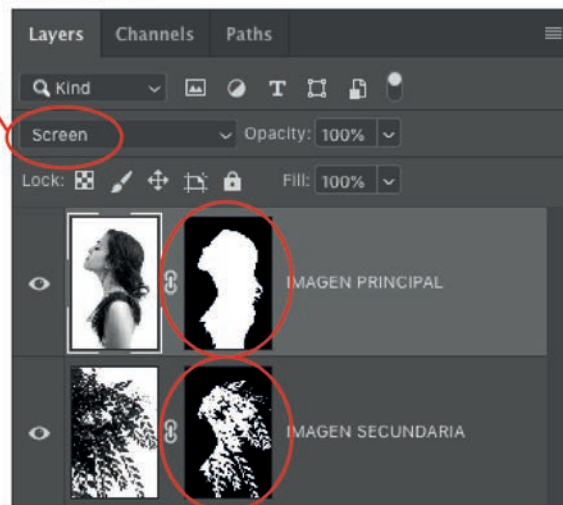 Layers Channels Paths
Kind T
Screen Opacity: 100%
Lock: Fill: 100%
IMAGEN PRINCIPAL
IMAGEN SECUNDARIA